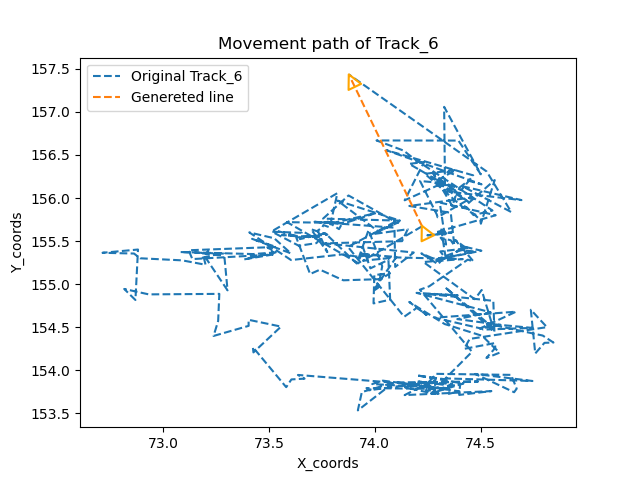 Movement path of Track_6
Original Track_6
Genereted line
157.5
157.0
156.5
156.0
155.5
155.0
154.5
154.0
153.5
Y_coords
73.0 73.5 74.0 74.5
X_coords